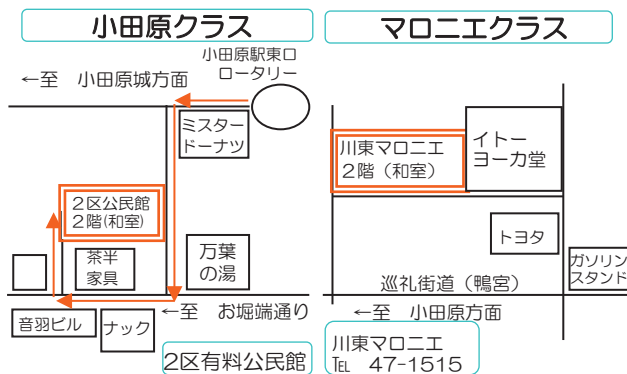 小田原クラス
小田原駅東口
ロータリー
←至　小田原城方面
ミスター
ドーナツ
2区公民館
2階(和室)
茶半
家具
万葉
の湯
←至　お堀端通り
音羽ビル
ナック
2区有料公民館
マロニエクラス
川東マロニエ
2階（和室）
イトー
ヨーカ堂
トヨタ
ガソリン
スタンド
巡礼街道（鴨宮）
←至　小田原方面
川東マロニエ
℡　47-1515